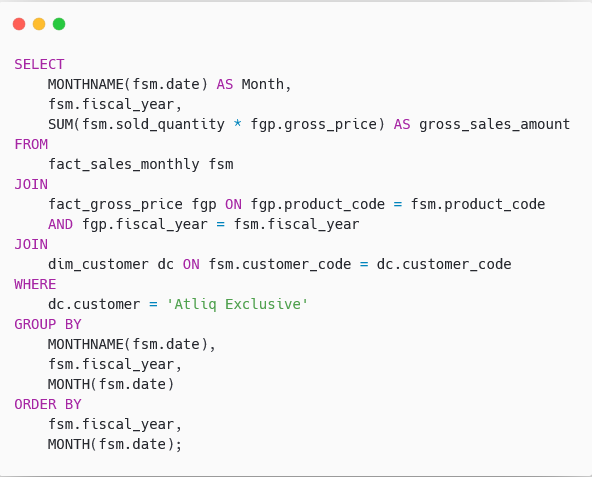 SELECT
    MONTHNAME(fsm.date) AS Month,
    fsm.fiscal_year,
    SUM(fsm.sold_quantity * fgp.gross_price) AS gross_sales_amount
FROM
    fact_sales_monthly fsm
JOIN
    fact_gross_price fgp ON fgp.product_code = fsm.product_code
    AND fgp.fiscal_year = fsm.fiscal_year
JOIN
    dim_customer dc ON fsm.customer_code = dc.customer_code
WHERE
    dc.customer = 'Atliq Exclusive'
GROUP BY
    MONTHNAME(fsm.date),
    fsm.fiscal_year,
    MONTH(fsm.date)
ORDER BY
    fsm.fiscal_year,
    MONTH(fsm.date);